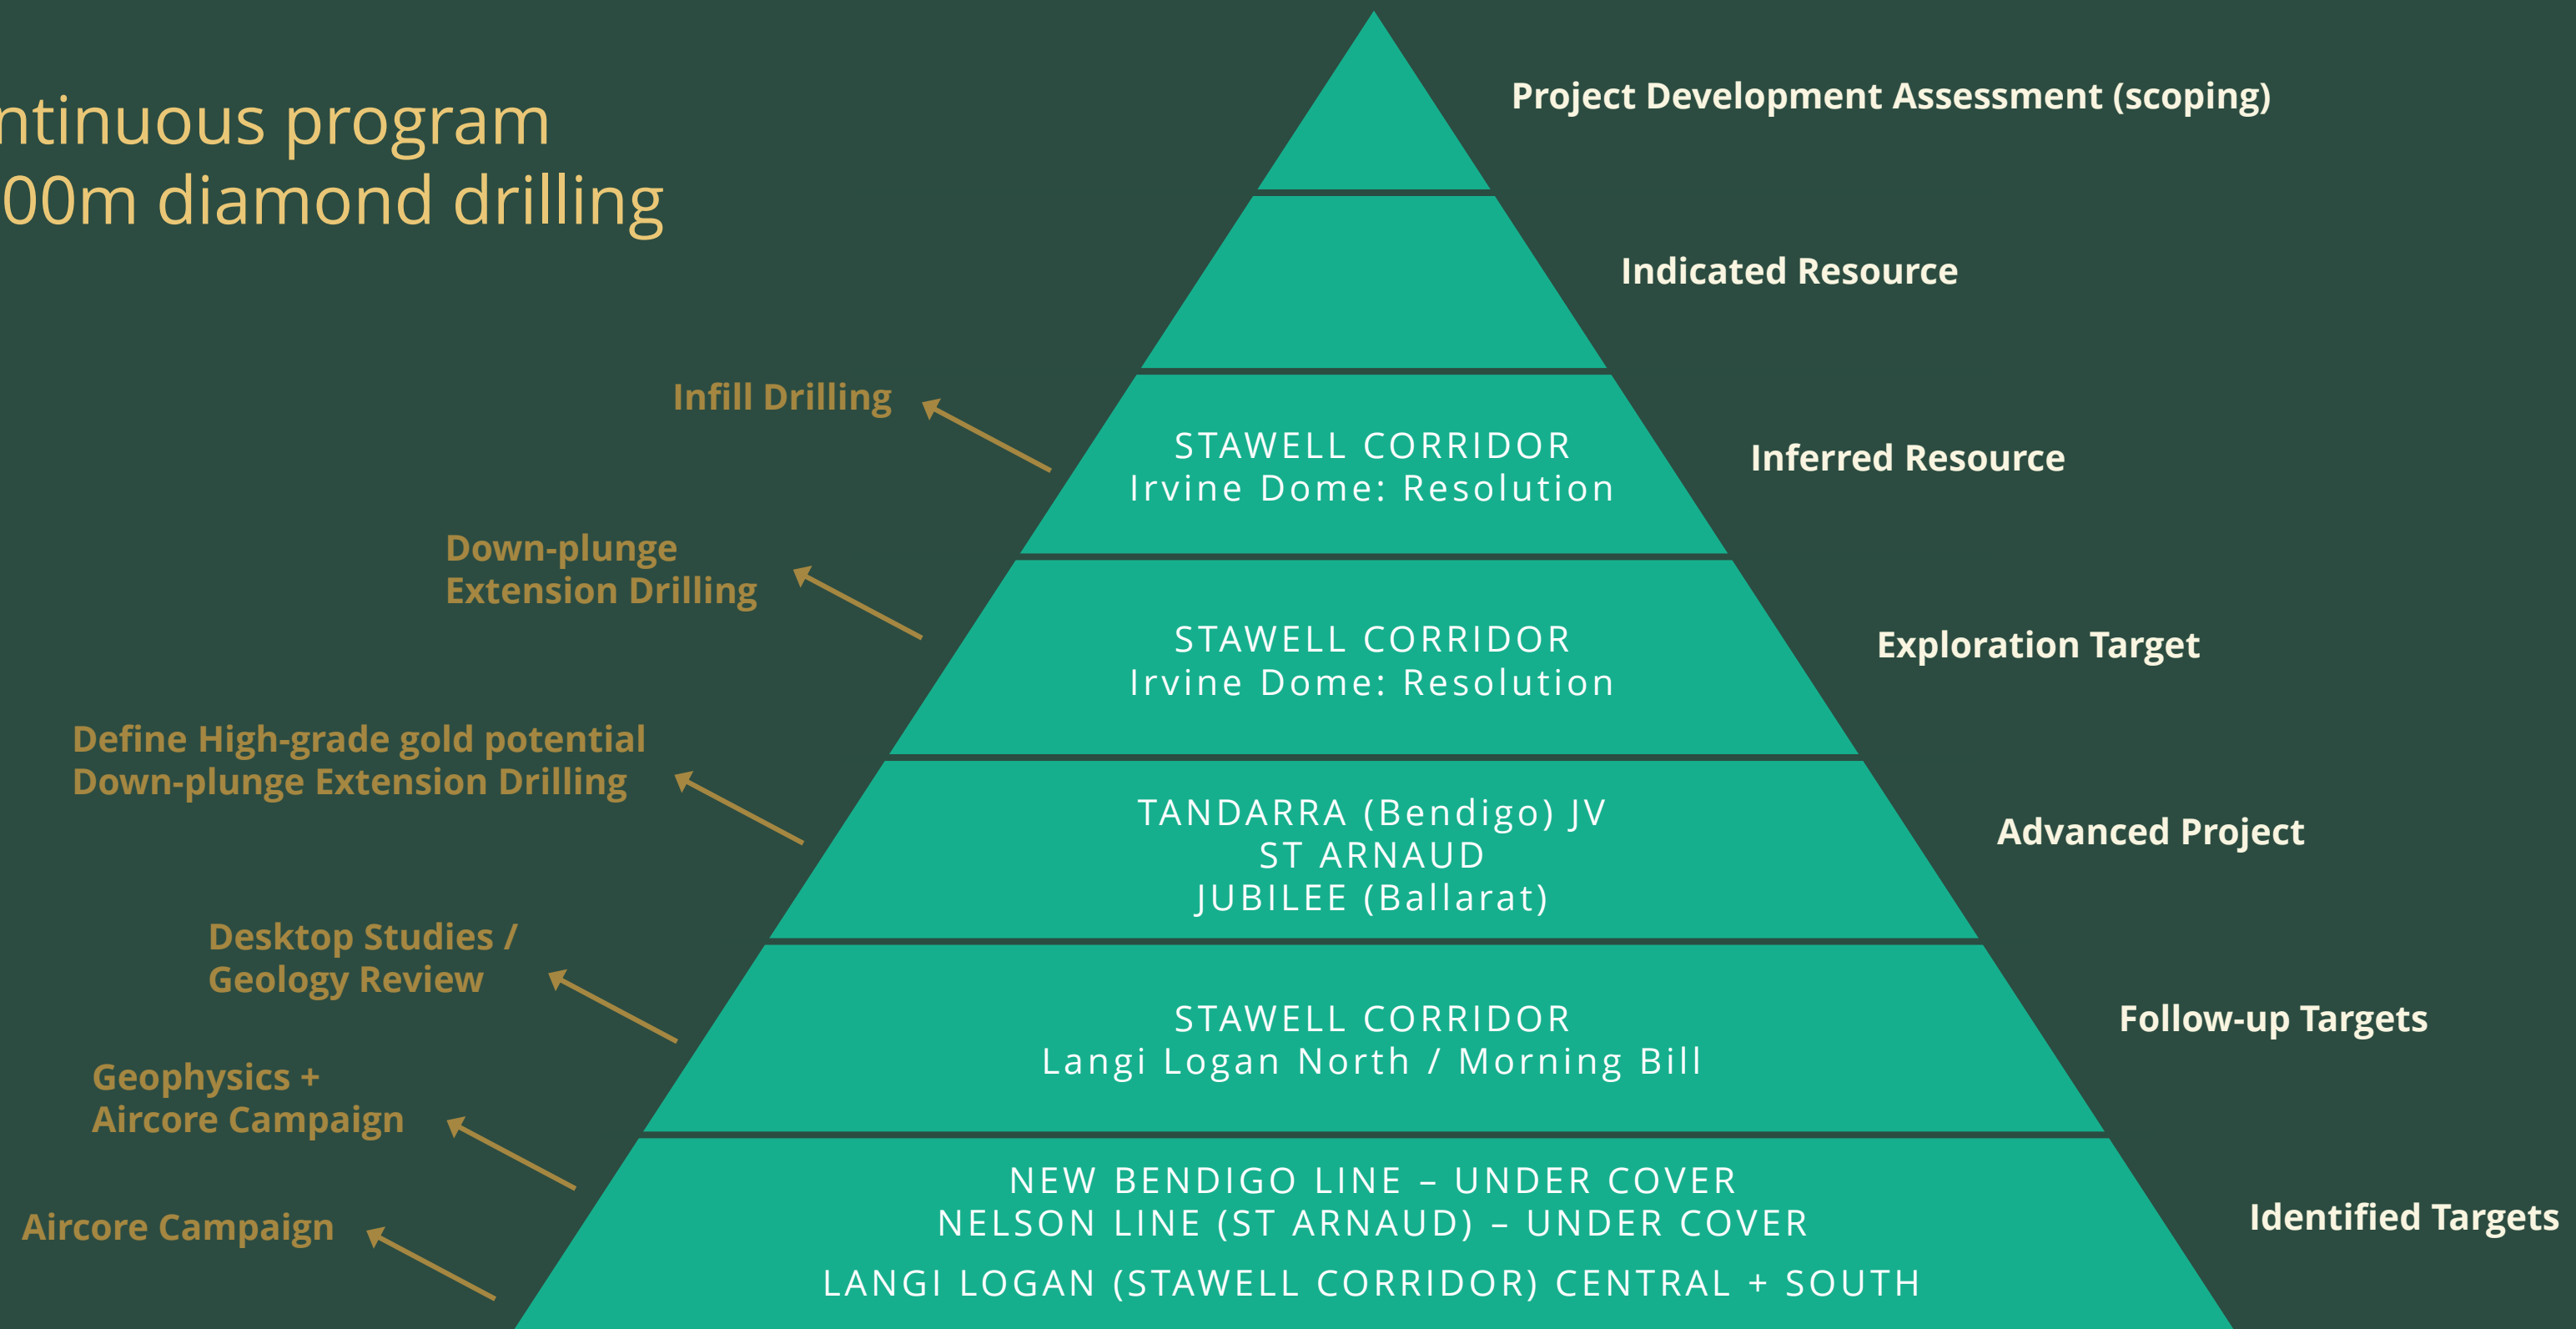 ntinuous program
00m diamond drilling
Project Development Assessment (scoping)
Indicated Resource
Infill Drilling
STAWELL CORRIDOR
Irvine Dome: Resolution
Inferred Resource
Down-plunge
Extension Drilling
STAWELL CORRIDOR
Irvine Dome: Resolution
Exploration Target
Define High-grade gold potential
Down-plunge Extension Drilling
TANDARRA (Bendigo) JV
ST ARNAUD
JUBILEE (Ballarat)
Advanced Project
Desktop Studies /
Geology Review
STAWELL CORRIDOR
Langi Logan North / Morning Bill
Follow-up Targets
Geophysics +
Aircore Campaign
NEW BENDIGO LINE – UNDER COVER
NELSON LINE (ST ARNAUD) – UNDER COVER
LANGI LOGAN (STAWELL CORRIDOR) CENTRAL + SOUTH
Identified Targets
Aircore Campaign